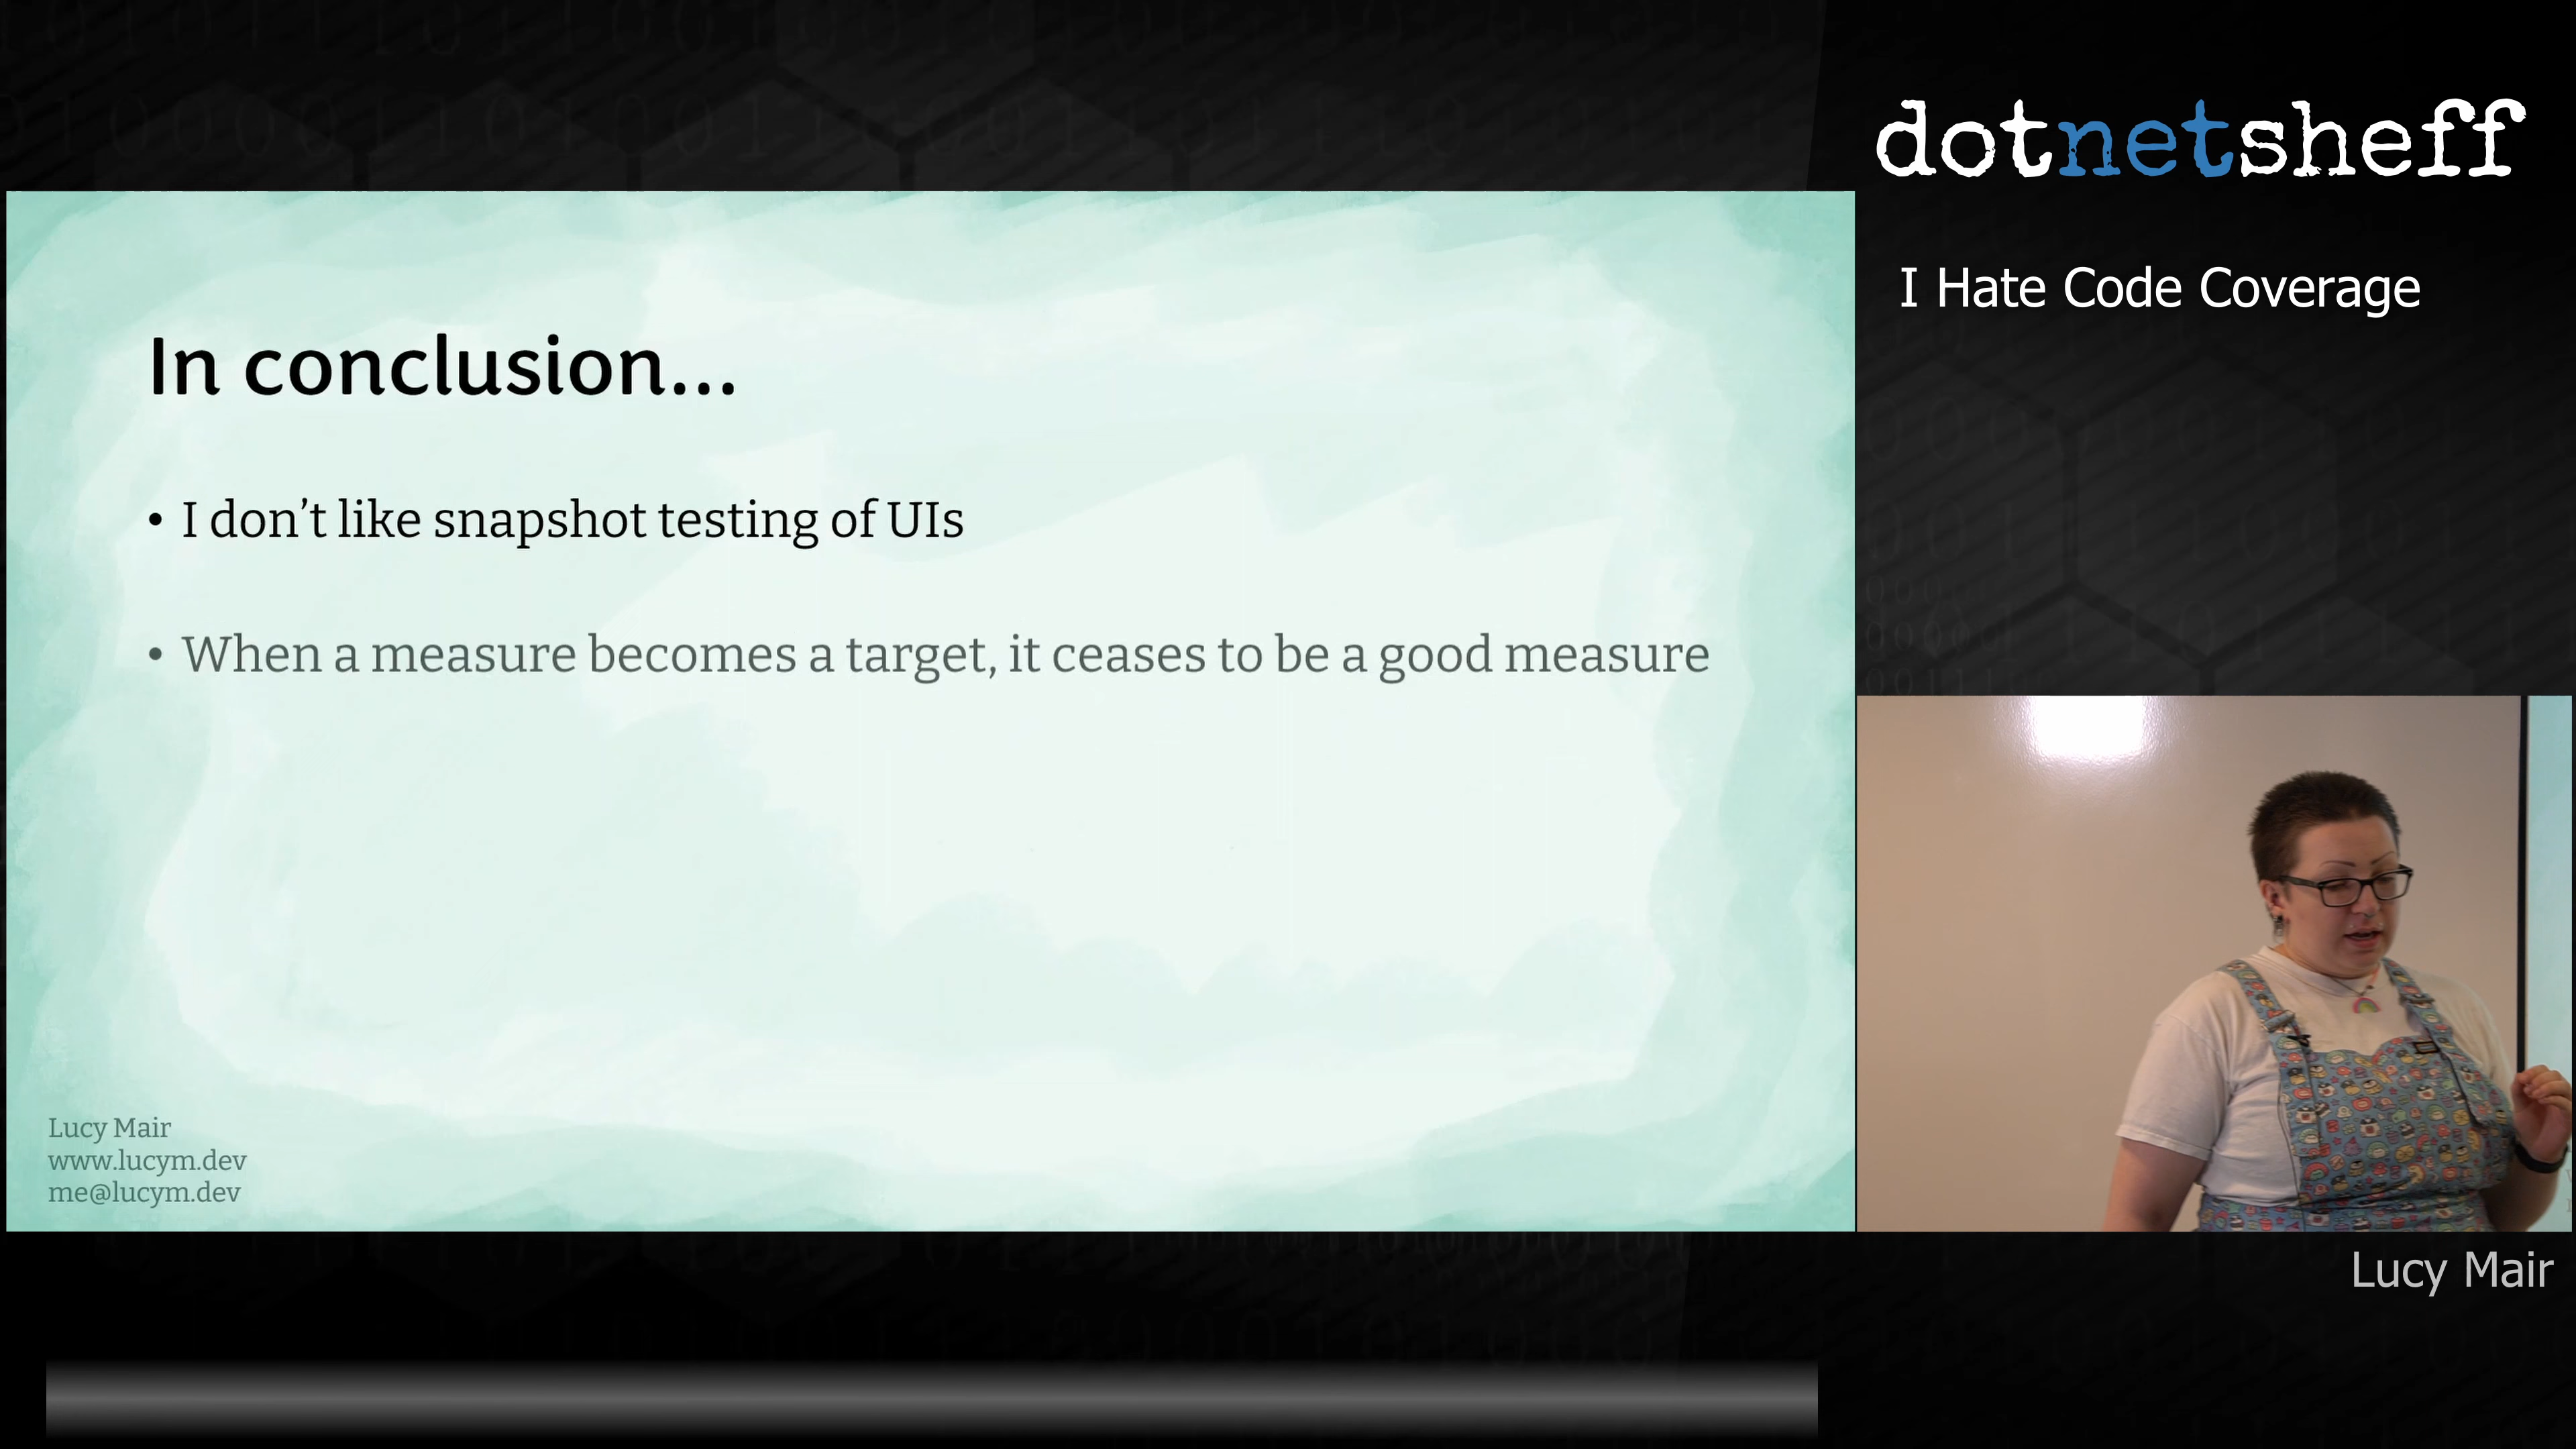 dotnetsheff
I Hate Code Coverage
In conclusion...
• I don’t like snapshot testing of UIs
• When a measure becomes a target, it ceases to be a good measure
Lucy Mair
www.lucym.dev
me@lucym.dev
Lucy Mair